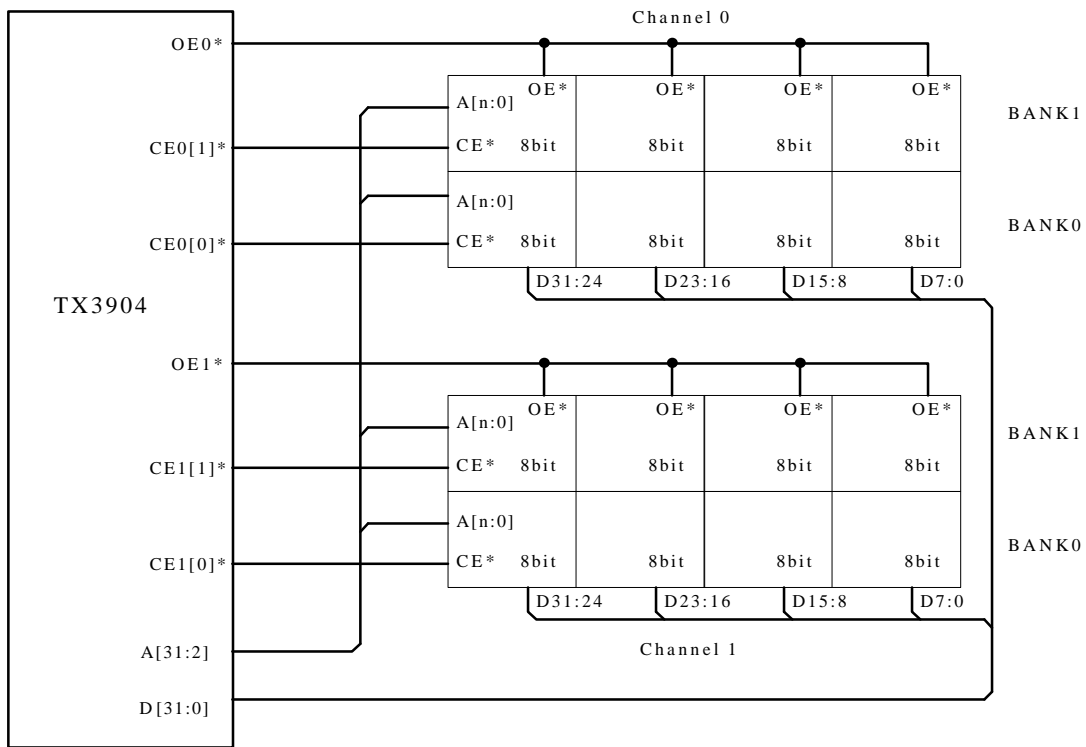 Channel 0
OE0*
OE* OE* OE* OE*
A[n:0]
BANK1
CE0[1]* CE* 8bit 8bit 8bit 8bit
A[n:0]
BANK0
CE0[0]* CE* 8bit 8bit 8bit 8bit
D31:24 D23:16 D15:8 D7:0
TX3904
OE1*
OE* OE* OE* OE*
A[n:0]
BANK1
CE1[1]* CE* 8bit 8bit 8bit 8bit
A[n:0]
BANK0
CE1[0]* CE* 8bit 8bit 8bit 8bit
D31:24 D23:16 D15:8 D7:0
A[31:2]
Channel 1
D[31:0]